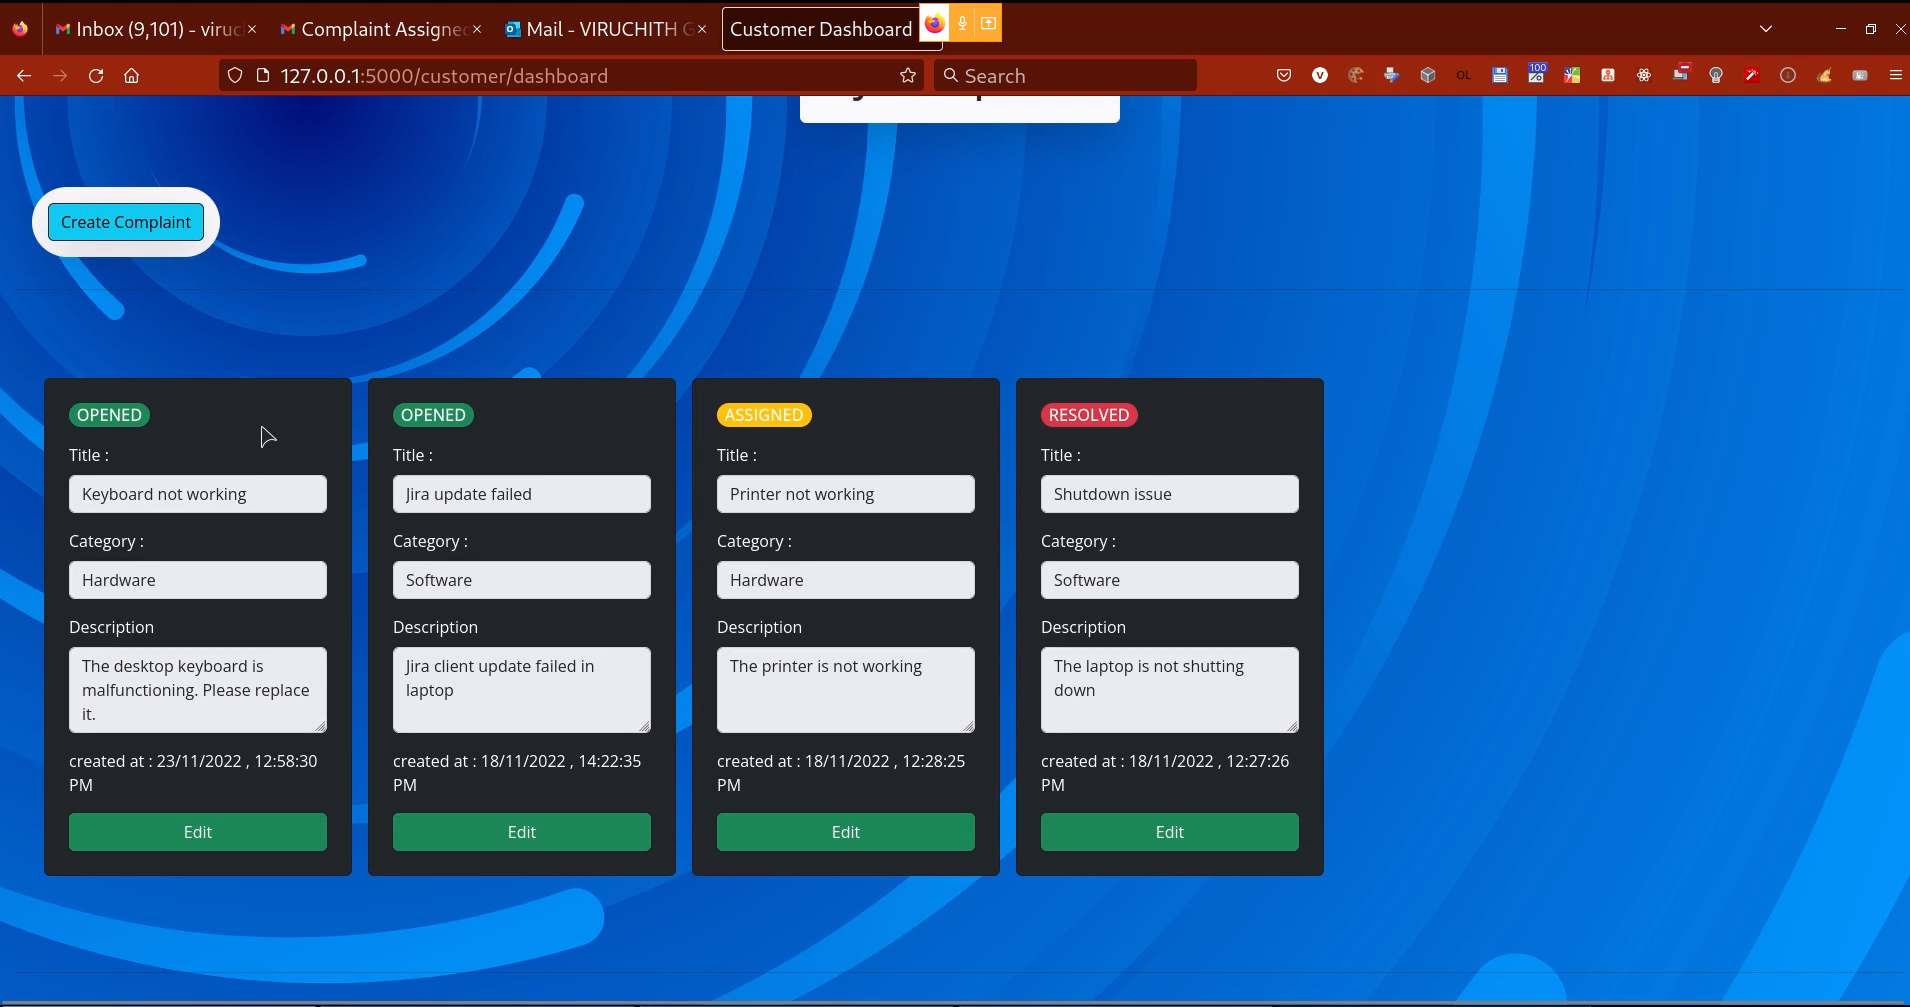 Inbox (9,101) - viruc
Complaint Assigned
Mail - VIRUCHITH G
Customer Dashboard
127.0.0.1:5000/customer/dashboard
Search
OL
100
Create Complaint
OPENED
Title :
Keyboard not working
Category :
Hardware
Description
The desktop keyboard is
malfunctioning. Please replace
it.
created at : 23/11/2022 , 12:58:30
PM
Edit
OPENED
Title :
Jira update failed
Category :
Software
Description
Jira client update failed in
laptop
created at : 18/11/2022 , 14:22:35
PM
Edit
ASSIGNED
Title :
Printer not working
Category :
Hardware
Description
The printer is not working
created at : 18/11/2022 , 12:28:25
PM
Edit
RESOLVED
Title :
Shutdown issue
Category :
Software
Description
The laptop is not shutting
down
created at : 18/11/2022 , 12:27:26
PM
Edit